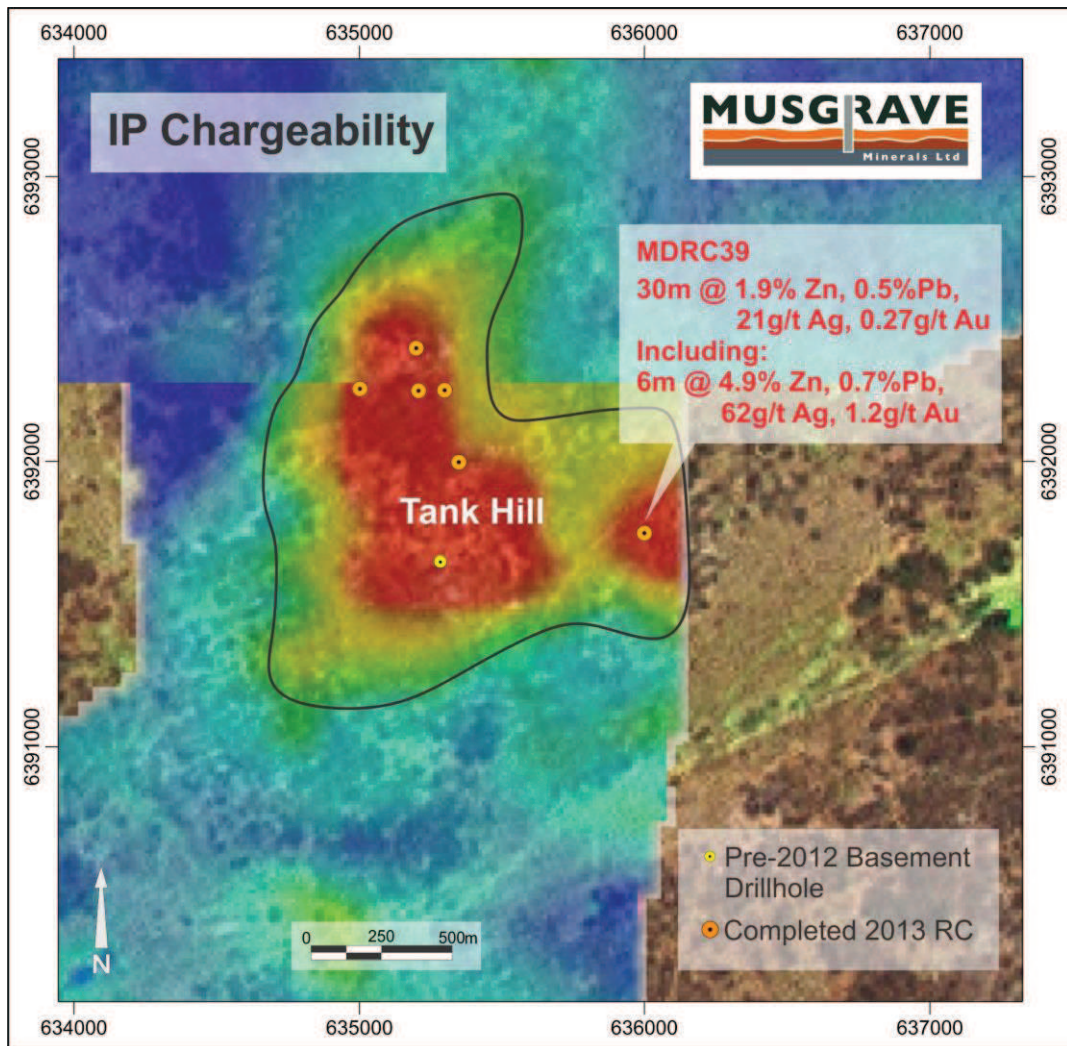 634000 635000 636000 637000
IP Chargeability
MUSGRAVE
Minerals Ltd
6393000
6393000
MDRC39
30m @ 1.9% Zn, 0.5%Pb,
21g/t Ag, 0.27g/t Au
Including:
6m @ 4.9% Zn, 0.7%Pb,
62g/t Ag, 1.2g/t Au
6392000
6392000
Tank Hill
6391000
6391000
Pre-2012 Basement
Drillhole
Completed 2013 RC
0 250 500m
N
634000 635000 636000 637000